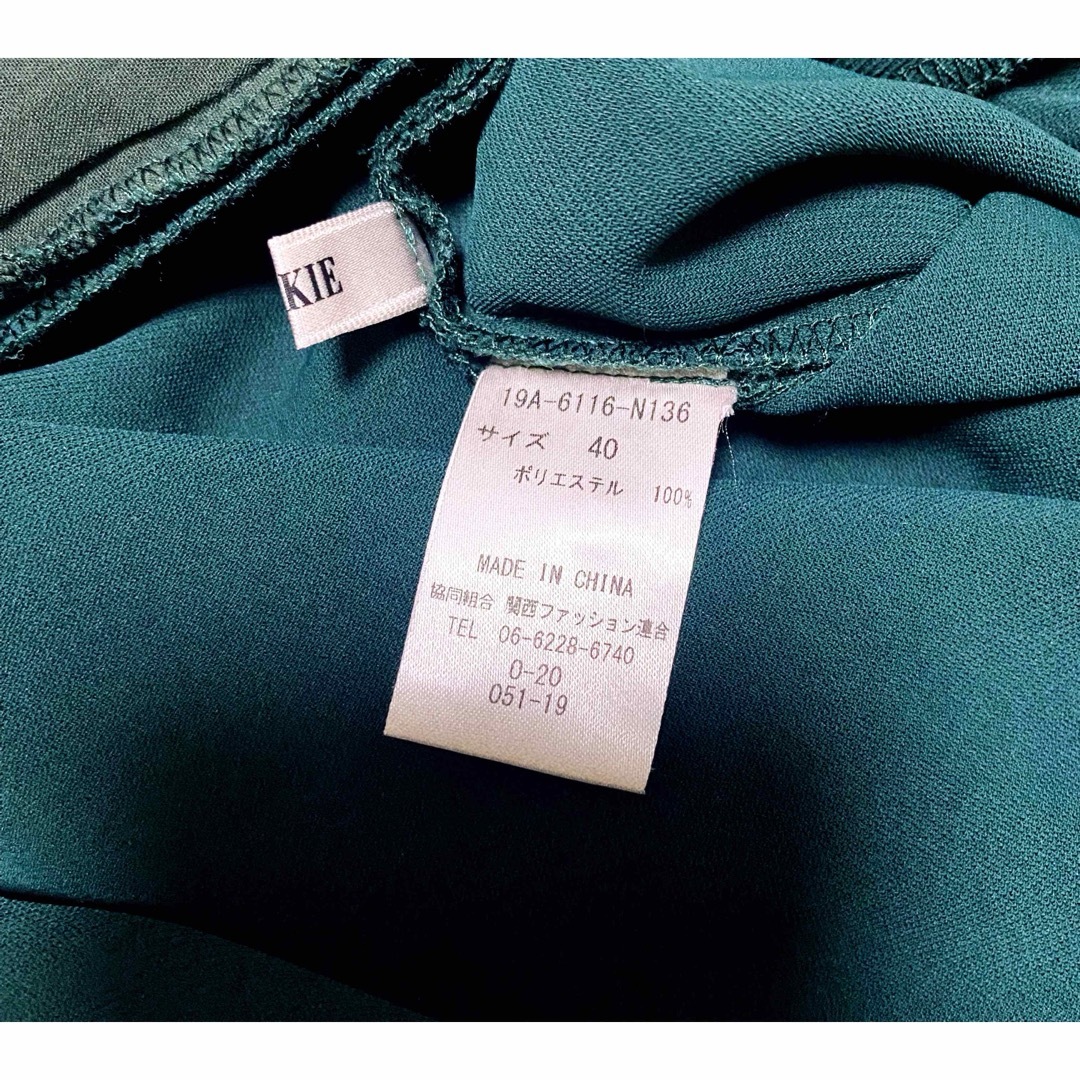 KIE
19A-6116-N136
サイズ 40
ポリエステル 100%
MADE IN CHINA
協同組合 関西ファッション連合
TEL 06-6228-6740
0-20
051-19